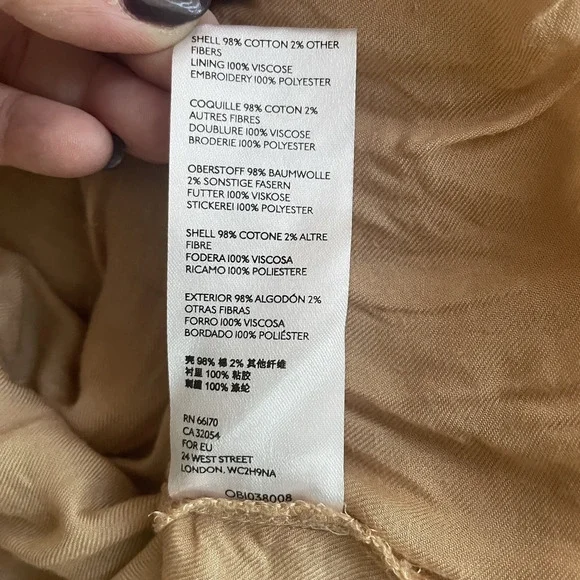 SHELL 98% COTTON 2% OTHER
FIBERS
LINING 100% VISCOSE
EMBROIDERY 100% POLYESTER
COQUILLE 98% COTON 2%
AUTRES FIBRES
DOUBLURE 100% VISCOSE
BRODERIE 100% POLYESTER
OBERSTOFF 98% BAUMWOLLE
2% SONSTIGE FASERN
FUTTER 100% VISKOSE
STICKEREI 100% POLYESTER
SHELL 98% COTONE 2% ALTRE
FIBRE
FODERA 100% VISCOSA
RICAMO 100% POLIESTERE
EXTERIOR 98% ALGODÓN 2%
OTRAS FIBRAS
FORRO 100% VISCOSA
BORDADO 100% POLIÉSTER
壳 98% 棉 2% 其他纤维
衬里 100% 粘胶
刺繡 100% 涤纶
RN 66170
CA 32054
FOR EU
24 WEST STREET
LONDON, WC2H9NA
OB1038008